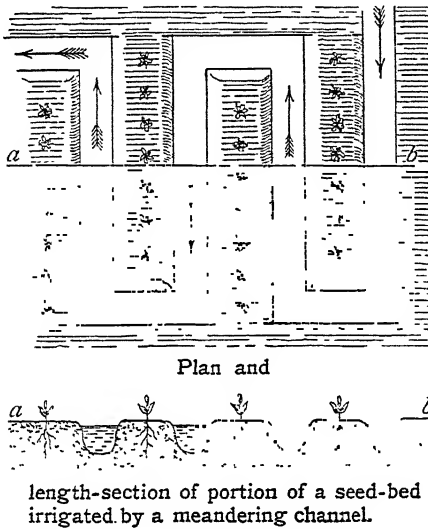 a
b
Plan and
a
b
length-section of portion of a seed-bed
irrigated by a meandering channel.